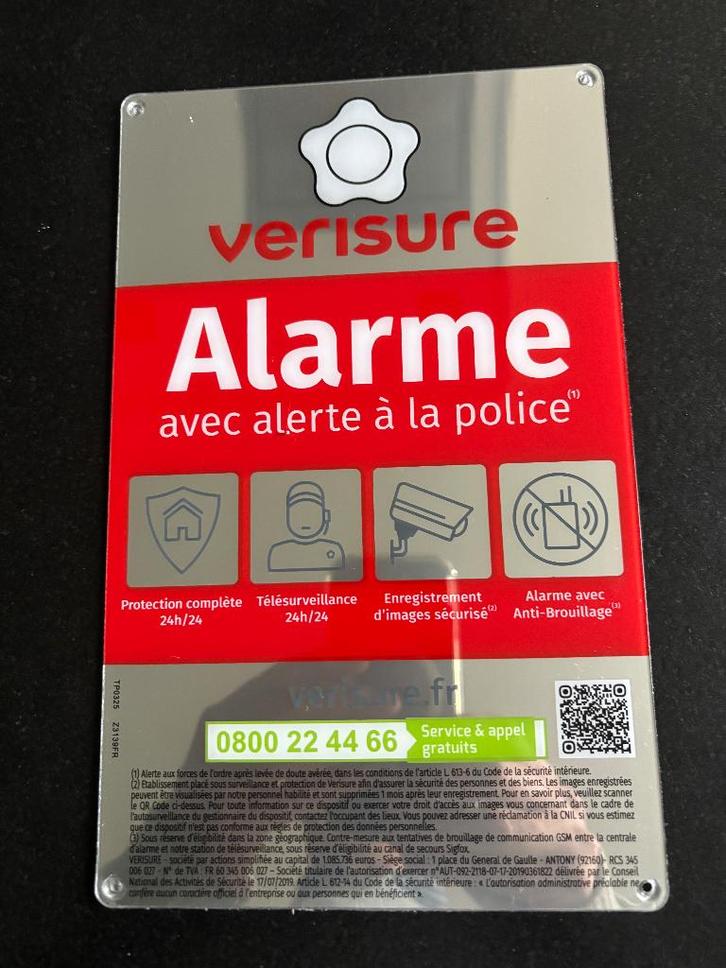 verisure
Alarme
avec alerte à la police(1)
Protection complète
24h/24
Télésurveillance
24h/24
Enregistrement
d'images sécurisé(2)
Alarme avec
Anti-Brouillage(3)
TP0325 Z3139FR
verisure.fr
0800 22 44 66
Service & appel
gratuits
(1) Alerte aux forces de l'ordre après levée de doute avérée, dans les conditions de l'article L. 613-6 du Code de la sécurité intérieure.
(2) Etablissement placé sous surveillance et protection de Verisure afin d'assurer la sécurité des personnes et des biens. Les images enregistrées
peuvent être visualisées par notre personnel habilité et sont supprimées 1 mois après leur enregistrement. Pour en savoir plus, veuillez scanner
le QR Code ci-dessus. Pour toute information sur ce dispositif ou exercer votre droit d'accès aux images vous concernant dans le cadre de
l'autosurveillance du gestionnaire du dispositif, contactez l'occupant des lieux. Vous pouvez adresser une réclamation à la CNIL si vous estimez
que ce dispositif n'est pas conforme aux règles de protection des données personnelles.
(3) Sous réserve d'éligibilité dans la zone géographique. Contre-mesure aux tentatives de brouillage de communication GSM entre la centrale
d'alarme et notre station de télésurveillance, sous réserve d'éligibilité au canal de secours Sigfox.
VERISURE - société par actions simplifiée au capital de 1.085.736 euros - Siège social : 1 place du General de Gaulle - ANTONY (92160) - RCS 345
006 027 - N° de TVA : FR 60 345 006 027 - Société titulaire de l'autorisation d'exercer n°AUT-092-2118-07-17-20190361822 délivrée par le Conseil
National des Activités de Sécurité le 17/07/2019. Article L. 612-14 du Code de la sécurité intérieure : « L'autorisation administrative préalable ne
confère aucun caractère officiel à l'entreprise ou aux personnes qui en bénéficient ».